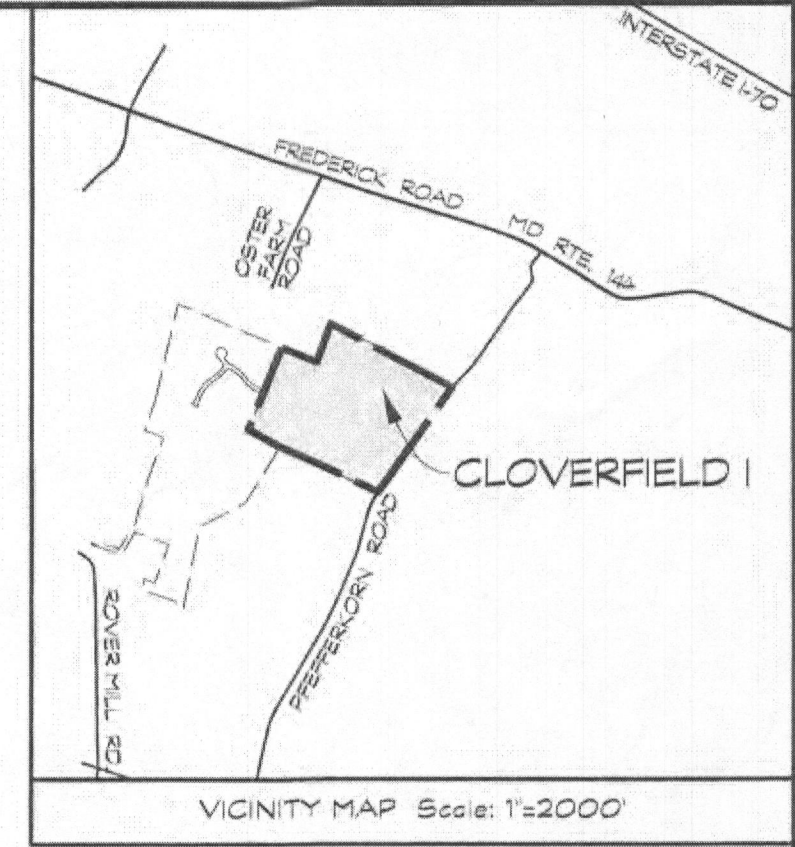 INTERSTATE I-70
FREDERICK ROAD
MD RTE. 144
OSTER
FARM
ROAD
CLOVERFIELD I
PFEFFERKORN ROAD
ROVER MILL RD.
VICINITY MAP Scale: 1"=2000'